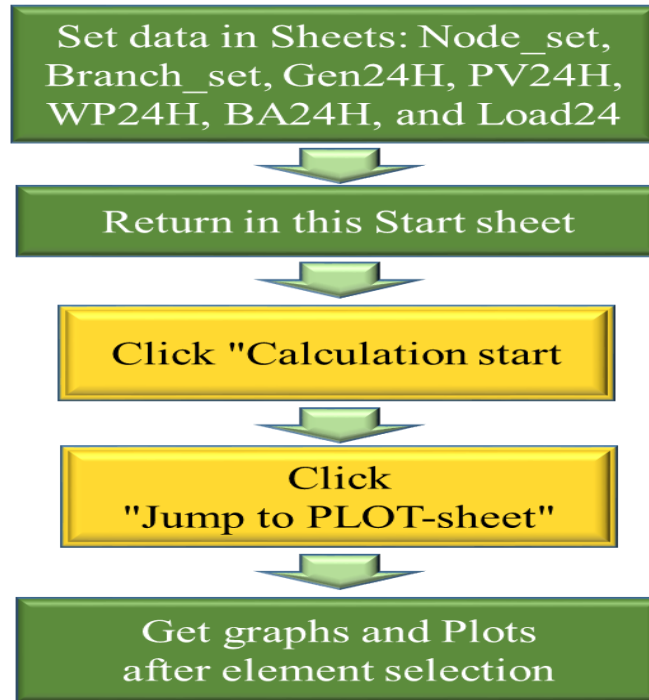 Set data in Sheets: Node_set,
Branch_set, Gen24H, PV24H,
WP24H, BA24H, and Load24
Return in this Start sheet
Click "Calculation start
Click
"Jump to PLOT-sheet"
Get graphs and Plots
after element selection